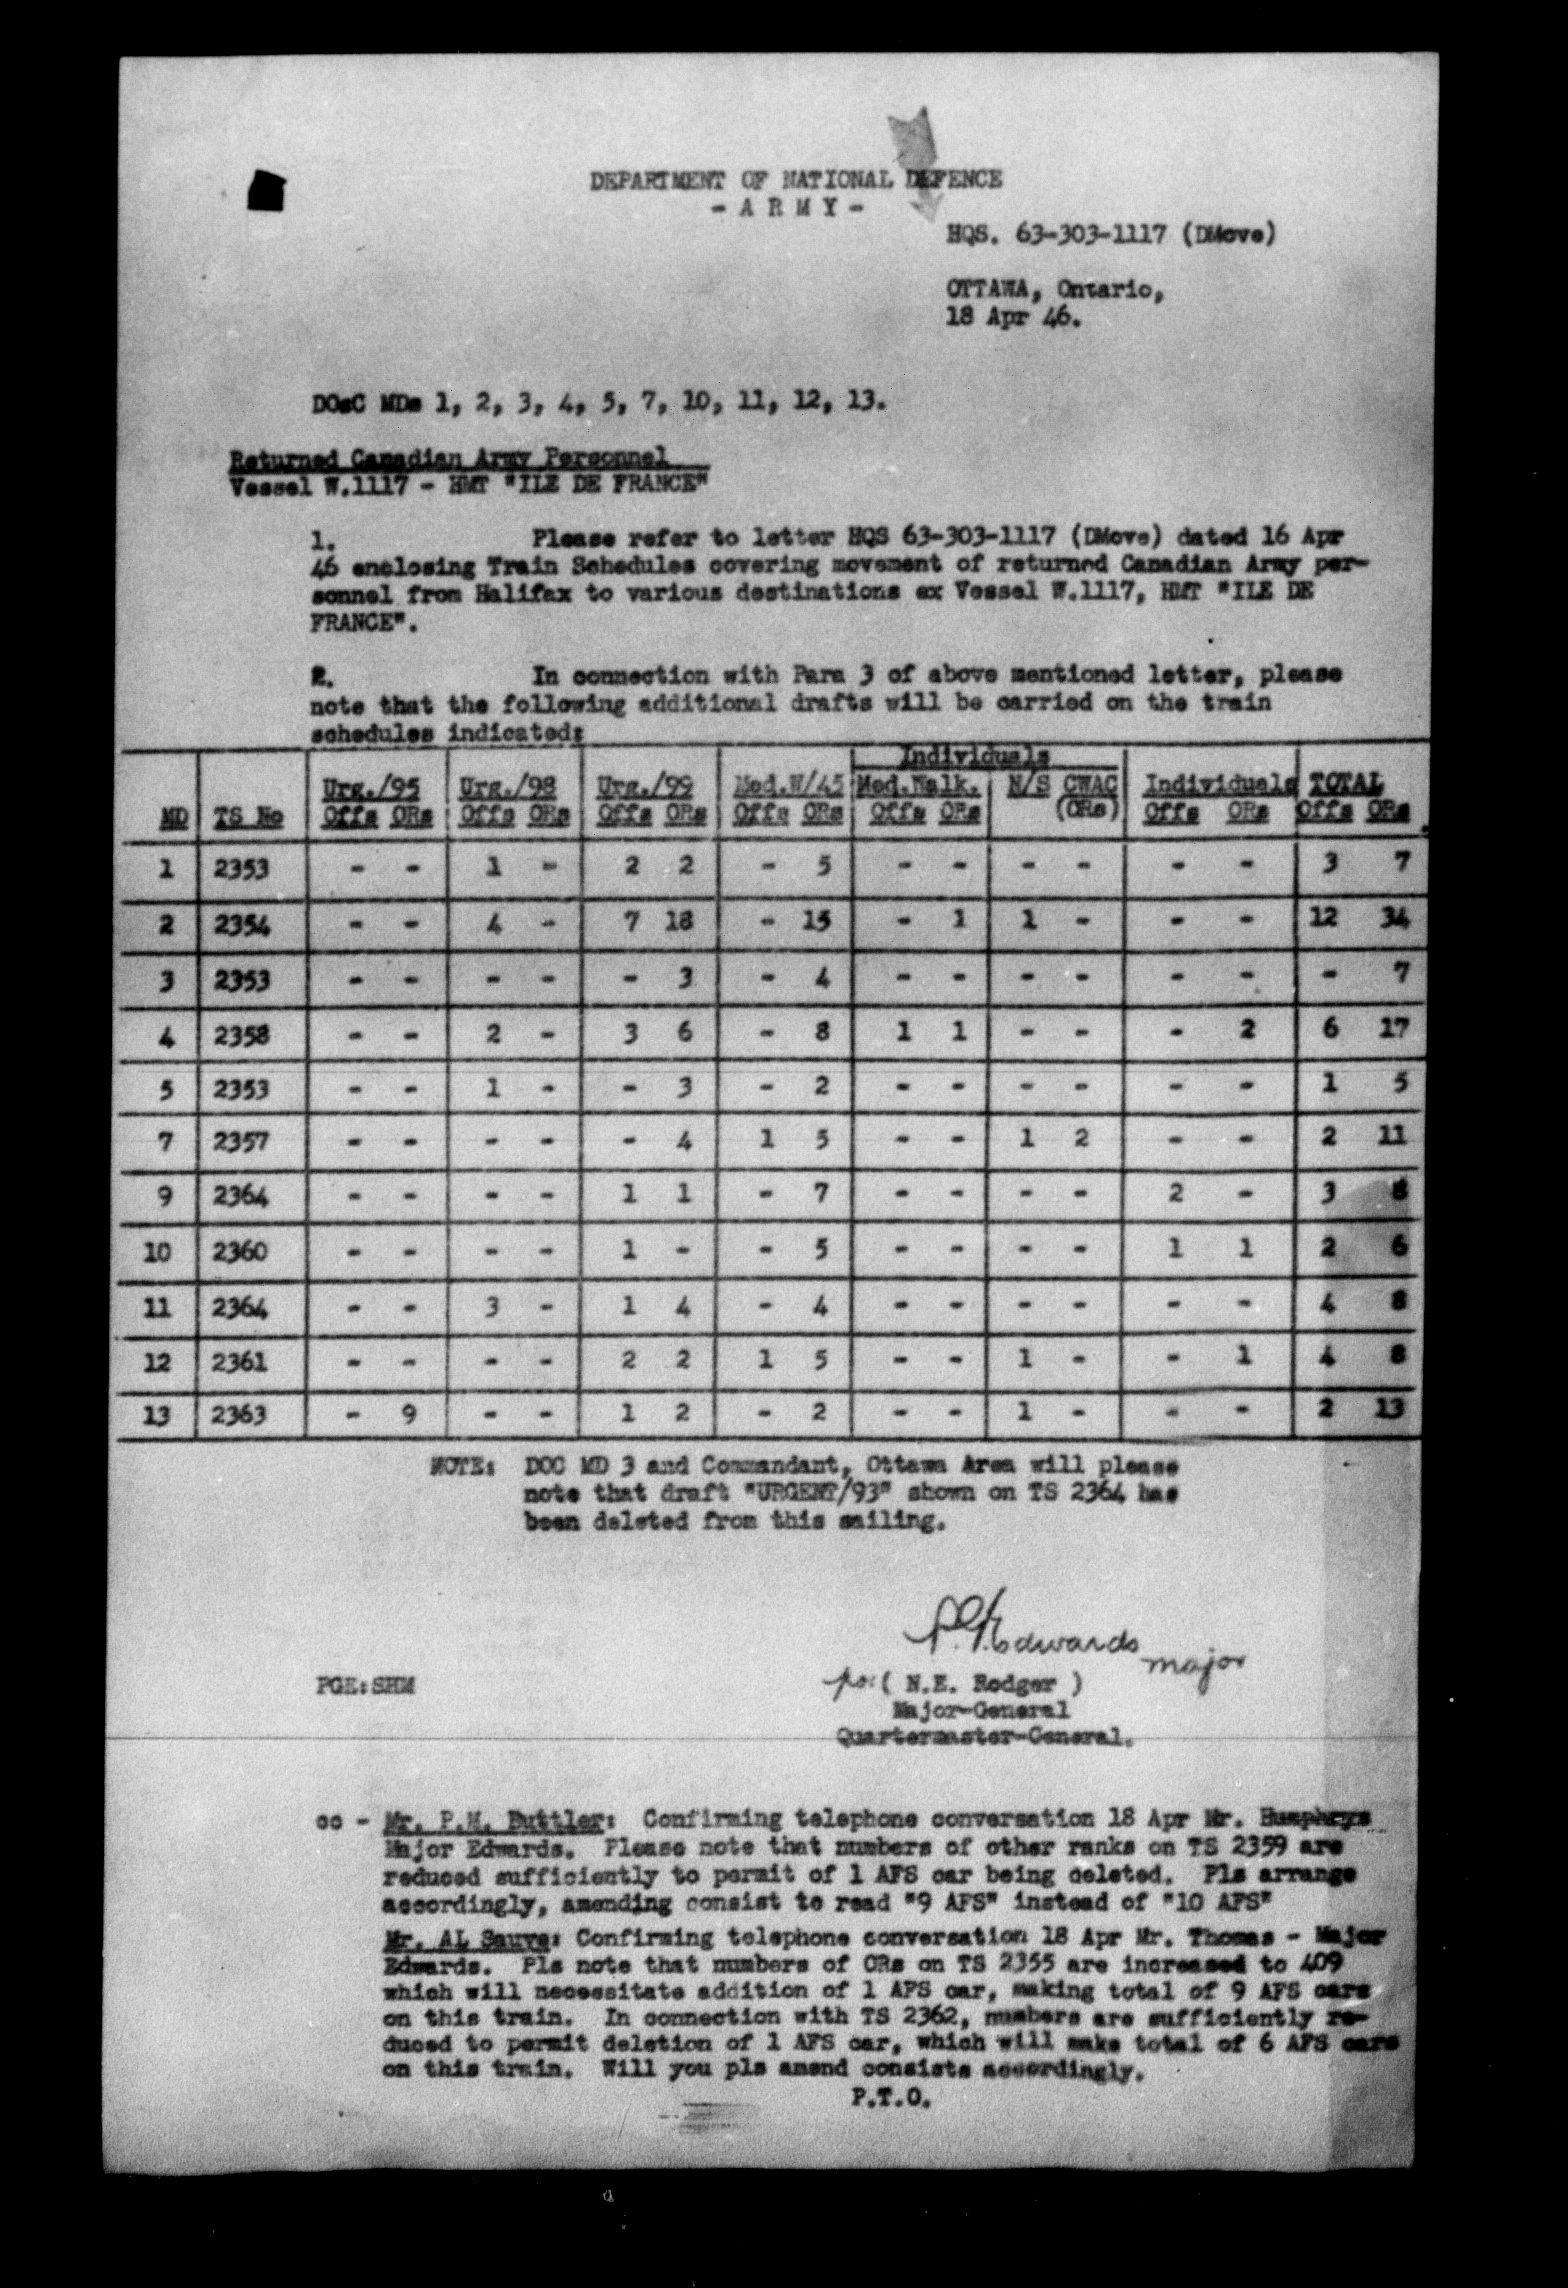 DEPARTMENT OF NATIONAL DEFENCE
- A R M Y -
HQS. 63-303-1117 (DMove)
OTTAWA, Ontario,
18 Apr 46.
DOsC MDs 1, 2, 3, 4, 5, 7, 10, 11, 12, 13.
Returned Canadian Army Personnel
Vessel W.1117 - HMT "ILE DE FRANCE"
1. Please refer to letter HQS 63-303-1117 (DMove) dated 16 Apr
46 enclosing Train Schedules covering movement of returned Canadian Army per-
sonnel from Halifax to various destinations ex Vessel W.1117, HMT "ILE DE
FRANCE".
2. In connection with Para 3 of above mentioned letter, please
note that the following additional drafts will be carried on the train
schedules indicated:
Individuals
Urg./95 Urg./98 Urg./99 Med.W/45 Med.Walk. N/S CWAC Individuals TOTAL
MD TS No Offs ORs Offs ORs Offs ORs Offs ORs Offs ORs (ORs) Offs ORs Offs ORs
1 2353 - - 1 - 2 2 - 5 - - - - - - 3 7
2 2354 - - 4 - 7 18 - 15 - 1 1 - - - 12 34
3 2353 - - - - - 3 - 4 - - - - - - - 7
4 2358 - - 2 - 3 6 - 8 1 1 - - - 2 6 17
5 2353 - - 1 - - 3 - 2 - - - - - - 1 5
7 2357 - - - - - 4 1 5 - - 1 2 - - 2 11
9 2364 - - - - 1 1 - 7 - - - - 2 - 3 8
10 2360 - - - - 1 - - 5 - - - - 1 1 2 6
11 2364 - - 3 - 1 4 - 4 - - - - - - 4 8
12 2361 - - - - 2 2 1 5 - - 1 - - 1 4 8
13 2363 - 9 - - 1 2 - 2 - - 1 - - - 2 13
NOTE: DOC MD 3 and Commandant, Ottawa Area will please
note that draft "URGENT/93" shown on TS 2364 has
been deleted from this sailing.
P.G. Edwards
major
PGE:SHM
for ( N.E. Rodger )
Major-General
Quartermaster-General.
cc - Mr. P.M. Buttler: Confirming telephone conversation 18 Apr Mr. Humphrys
Major Edwards. Please note that numbers of other ranks on TS 2359 are
reduced sufficiently to permit of 1 AFS car being deleted. Pls arrange
accordingly, amending consist to read "9 AFS" instead of "10 AFS"
Mr. AL Sauve: Confirming telephone conversation 18 Apr Mr. Thomas - Major
Edwards. Pls note that numbers of ORs on TS 2355 are increased to 409
which will necessitate addition of 1 AFS car, making total of 9 AFS cars
on this train. In connection with TS 2362, numbers are sufficiently re-
duced to permit deletion of 1 AFS car, which will make total of 6 AFS cars
on this train. Will you pls amend consists accordingly.
P.T.O.